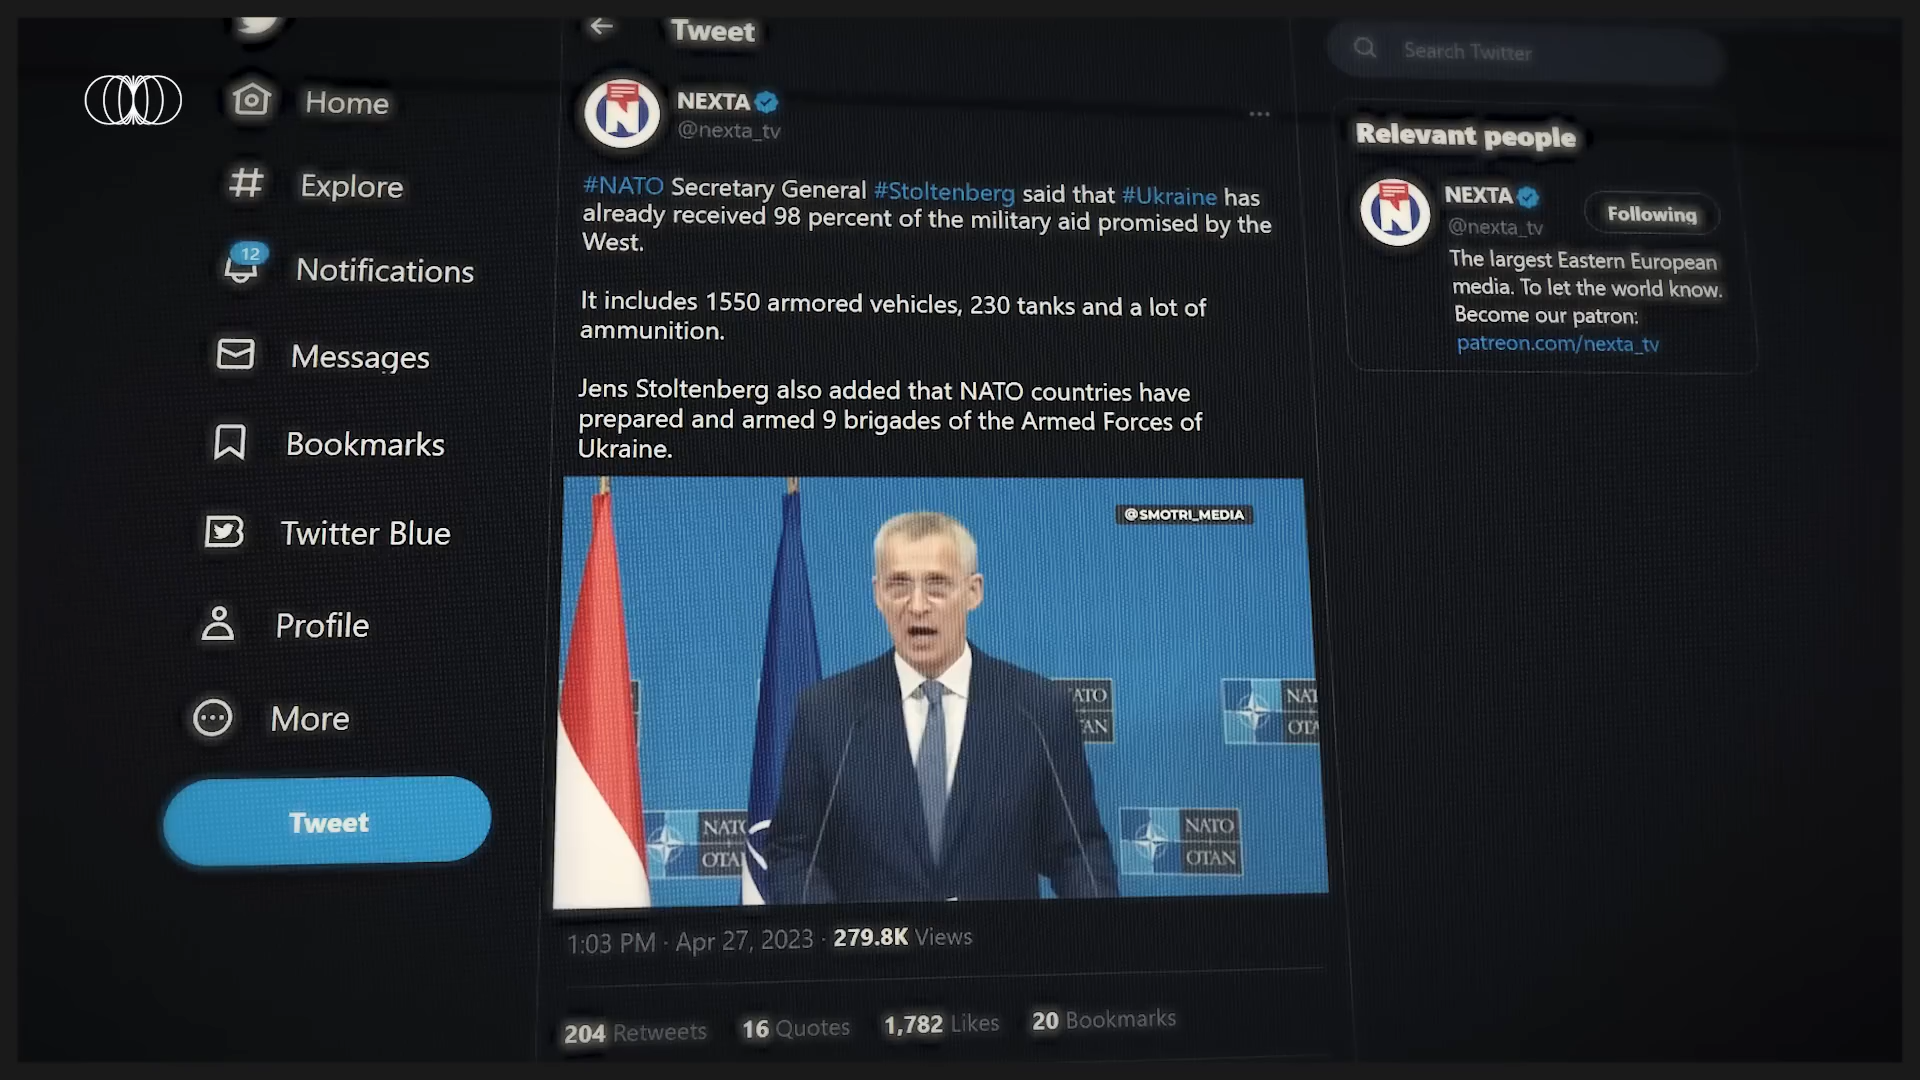 Tweet
Search Twitter
Home
Explore
12
Notifications
Messages
Bookmarks
Twitter Blue
Profile
More
Tweet
NEXTA
@nexta_tv
#NATO Secretary General #Stoltenberg said that #Ukraine has
already received 98 percent of the military aid promised by the
West.
It includes 1550 armored vehicles, 230 tanks and a lot of
ammunition.
Jens Stoltenberg also added that NATO countries have
prepared and armed 9 brigades of the Armed Forces of
Ukraine.
@SMOTRI_MEDIA
ATO
AN
NAT
OTA
NATO
OTAN
NATO
OTAN
1:03 PM · Apr 27, 2023 · 279.8K Views
204 Retweets 16 Quotes 1,782 Likes 20 Bookmarks
Relevant people
NEXTA
@nexta_tv
Following
The largest Eastern European
media. To let the world know.
Become our patron:
patreon.com/nexta_tv